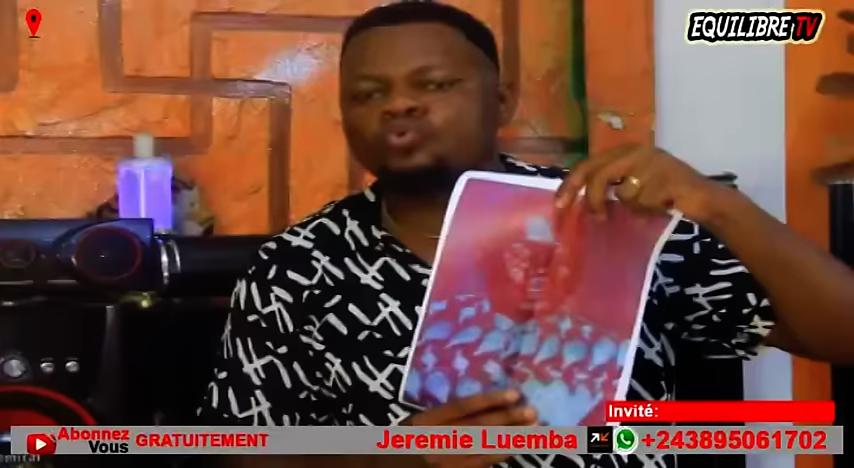 EQUILIBRE TV
Invité:
Abonnez
Vous
GRATUITEMENT
Jeremie Luemba
+243895061702